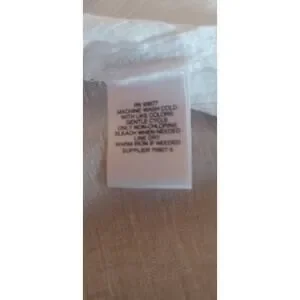 RN
MACHINE WASH COLD
WITH LIKE COLORS
GENTLE CYCLE
ONLY NON-CHLORINE
BLEACH WHEN NEEDED
LINE DRY
WARM IRON IF NEEDED
SUPPLIER